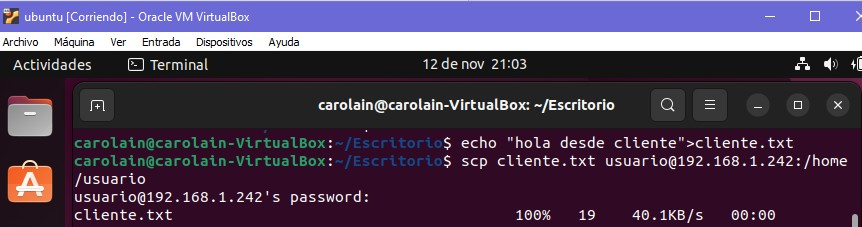 ubuntu [Corriendo] - Oracle VM VirtualBox
Archivo Máquina Ver Entrada Dispositivos Ayuda
Actividades Terminal 12 de nov 21:03
carolain@carolain-VirtualBox: ~/Escritorio
carolain@carolain-VirtualBox:~/Escritorio$ echo "hola desde cliente">cliente.txt
carolain@carolain-VirtualBox:~/Escritorio$ scp cliente.txt usuario@192.168.1.242:/home
/usuario
usuario@192.168.1.242's password:
cliente.txt 100% 19 40.1KB/s 00:00